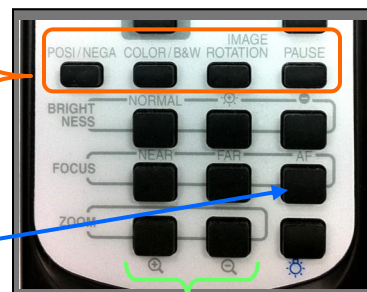 IMAGE
POSI/NEGA COLOR/B&W ROTATION PAUSE
NORMAL
BRIGHT
NESS
NEAR FAR AF
FOCUS
ZOOM